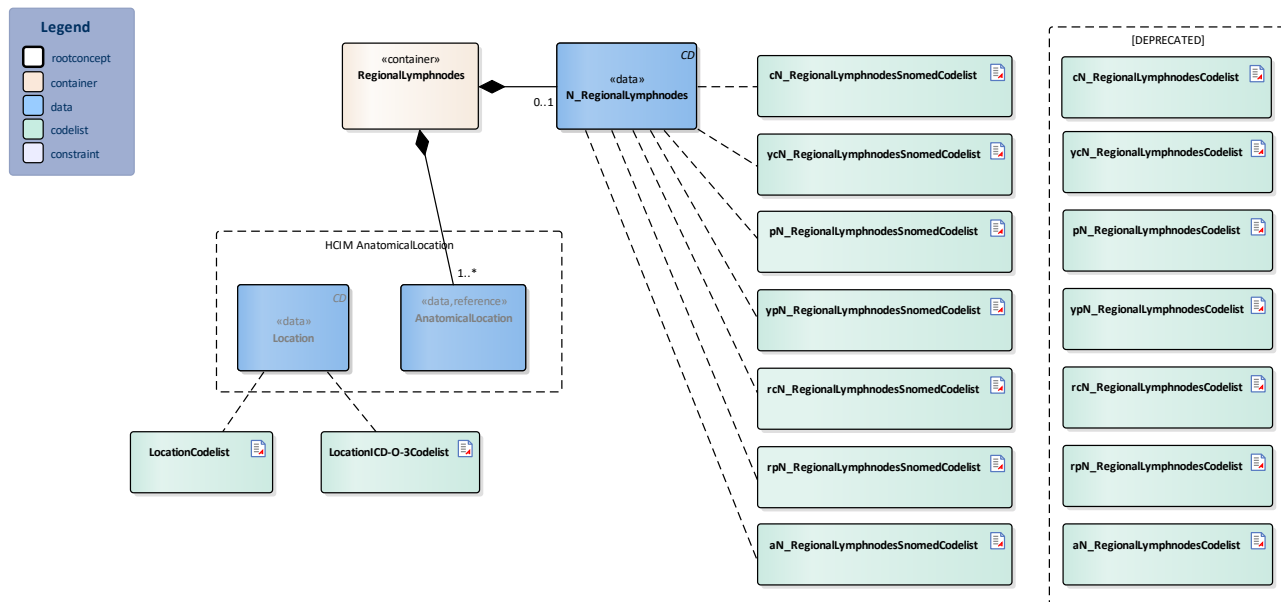 Legend
rootconcept
container
data
codelist
constraint
«container»
RegionalLymphnodes
0..1
CD
«data»
N_RegionalLymphnodes
HCIM AnatomicalLocation
1..*
CD
«data»
Location
«data,reference»
AnatomicalLocation
LocationCodelist
LocationICD-O-3Codelist
cN_RegionalLymphnodesSnomedCodelist
ycN_RegionalLymphnodesSnomedCodelist
pN_RegionalLymphnodesSnomedCodelist
ypN_RegionalLymphnodesSnomedCodelist
rcN_RegionalLymphnodesSnomedCodelist
rpN_RegionalLymphnodesSnomedCodelist
aN_RegionalLymphnodesSnomedCodelist
[DEPRECATED]
cN_RegionalLymphnodesCodelist
ycN_RegionalLymphnodesCodelist
pN_RegionalLymphnodesCodelist
ypN_RegionalLymphnodesCodelist
rcN_RegionalLymphnodesCodelist
rpN_RegionalLymphnodesCodelist
aN_RegionalLymphnodesCodelist